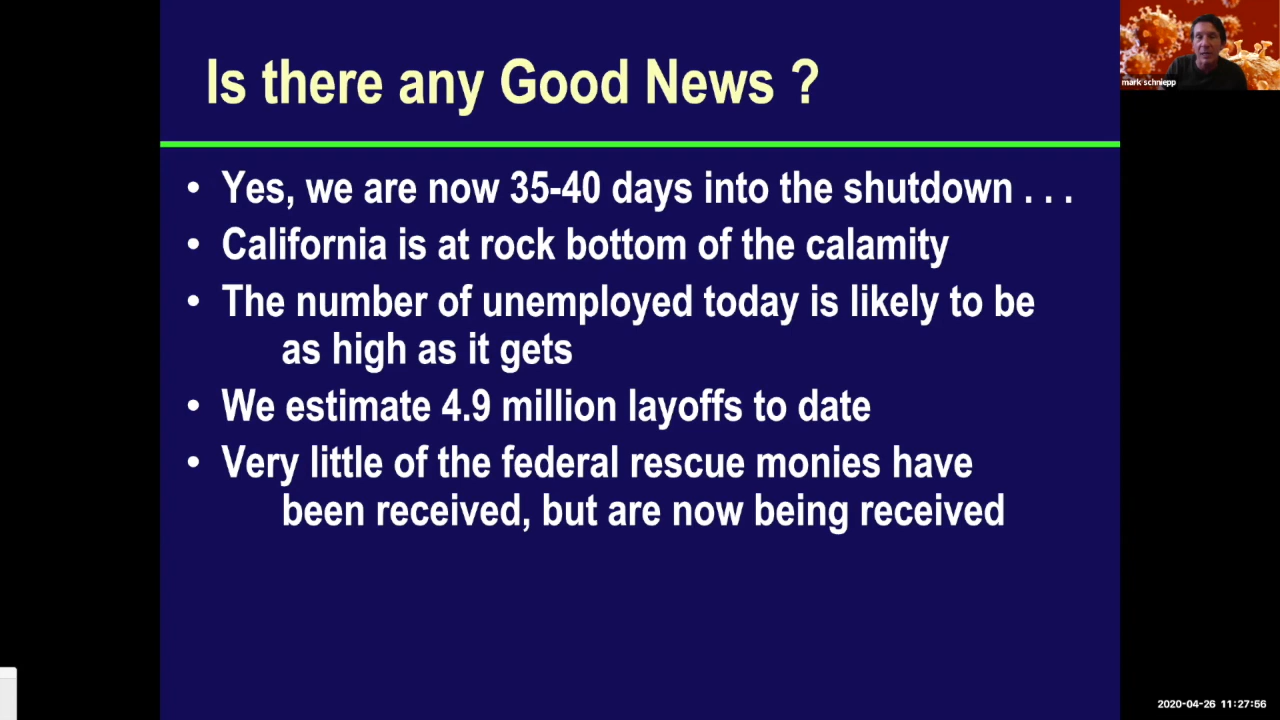 Is there any Good News ?
mark schniepp
• Yes, we are now 35-40 days into the shutdown . . .
• California is at rock bottom of the calamity
• The number of unemployed today is likely to be
as high as it gets
• We estimate 4.9 million layoffs to date
• Very little of the federal rescue monies have
been received, but are now being received
2020-04-26 11:27:56